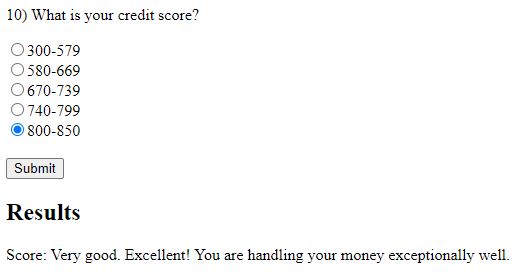 10) What is your credit score?
300-579
580-669
670-739
740-799
800-850
Submit
Results
Score: Very good. Excellent! You are handling your money exceptionally well.